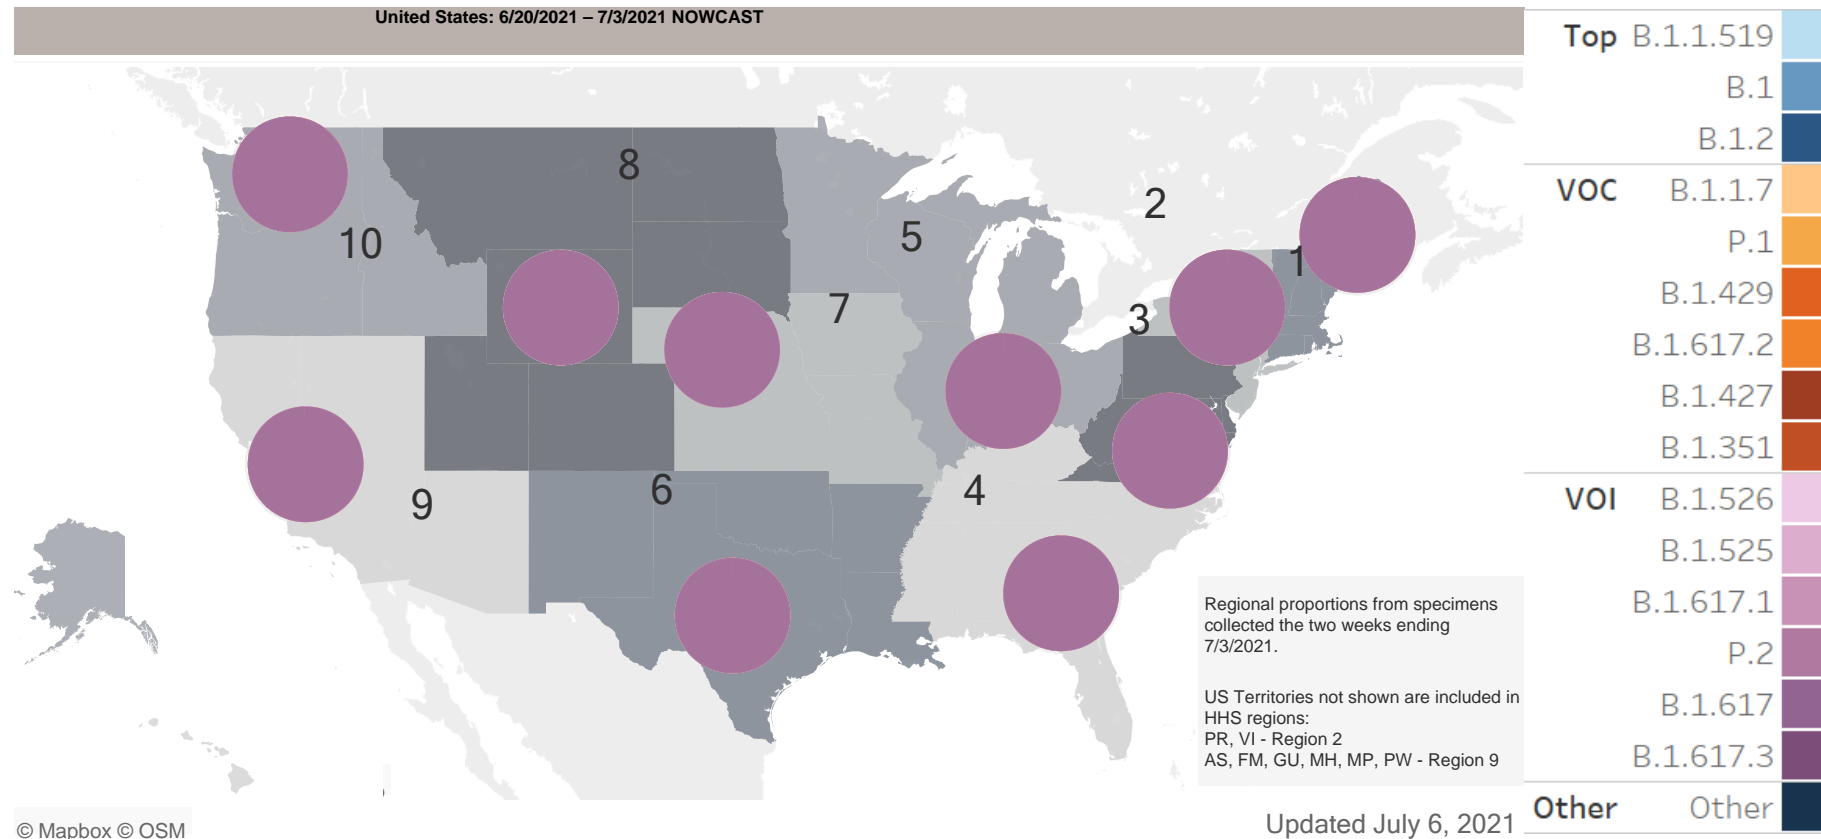 United States: 6/20/2021 – 7/3/2021 NOWCAST
Top B.1.1.519
B.1
B.1.2
VOC B.1.1.7
P.1
B.1.429
B.1.617.2
B.1.427
B.1.351
VOI B.1.526
B.1.525
B.1.617.1
P.2
B.1.617
B.1.617.3
Other Other
8
2
10
5
1
7
3
9
6
4
Regional proportions from specimens
collected the two weeks ending
7/3/2021.
US Territories not shown are included in
HHS regions:
PR, VI - Region 2
AS, FM, GU, MH, MP, PW - Region 9
© Mapbox © OSM
Updated July 6, 2021